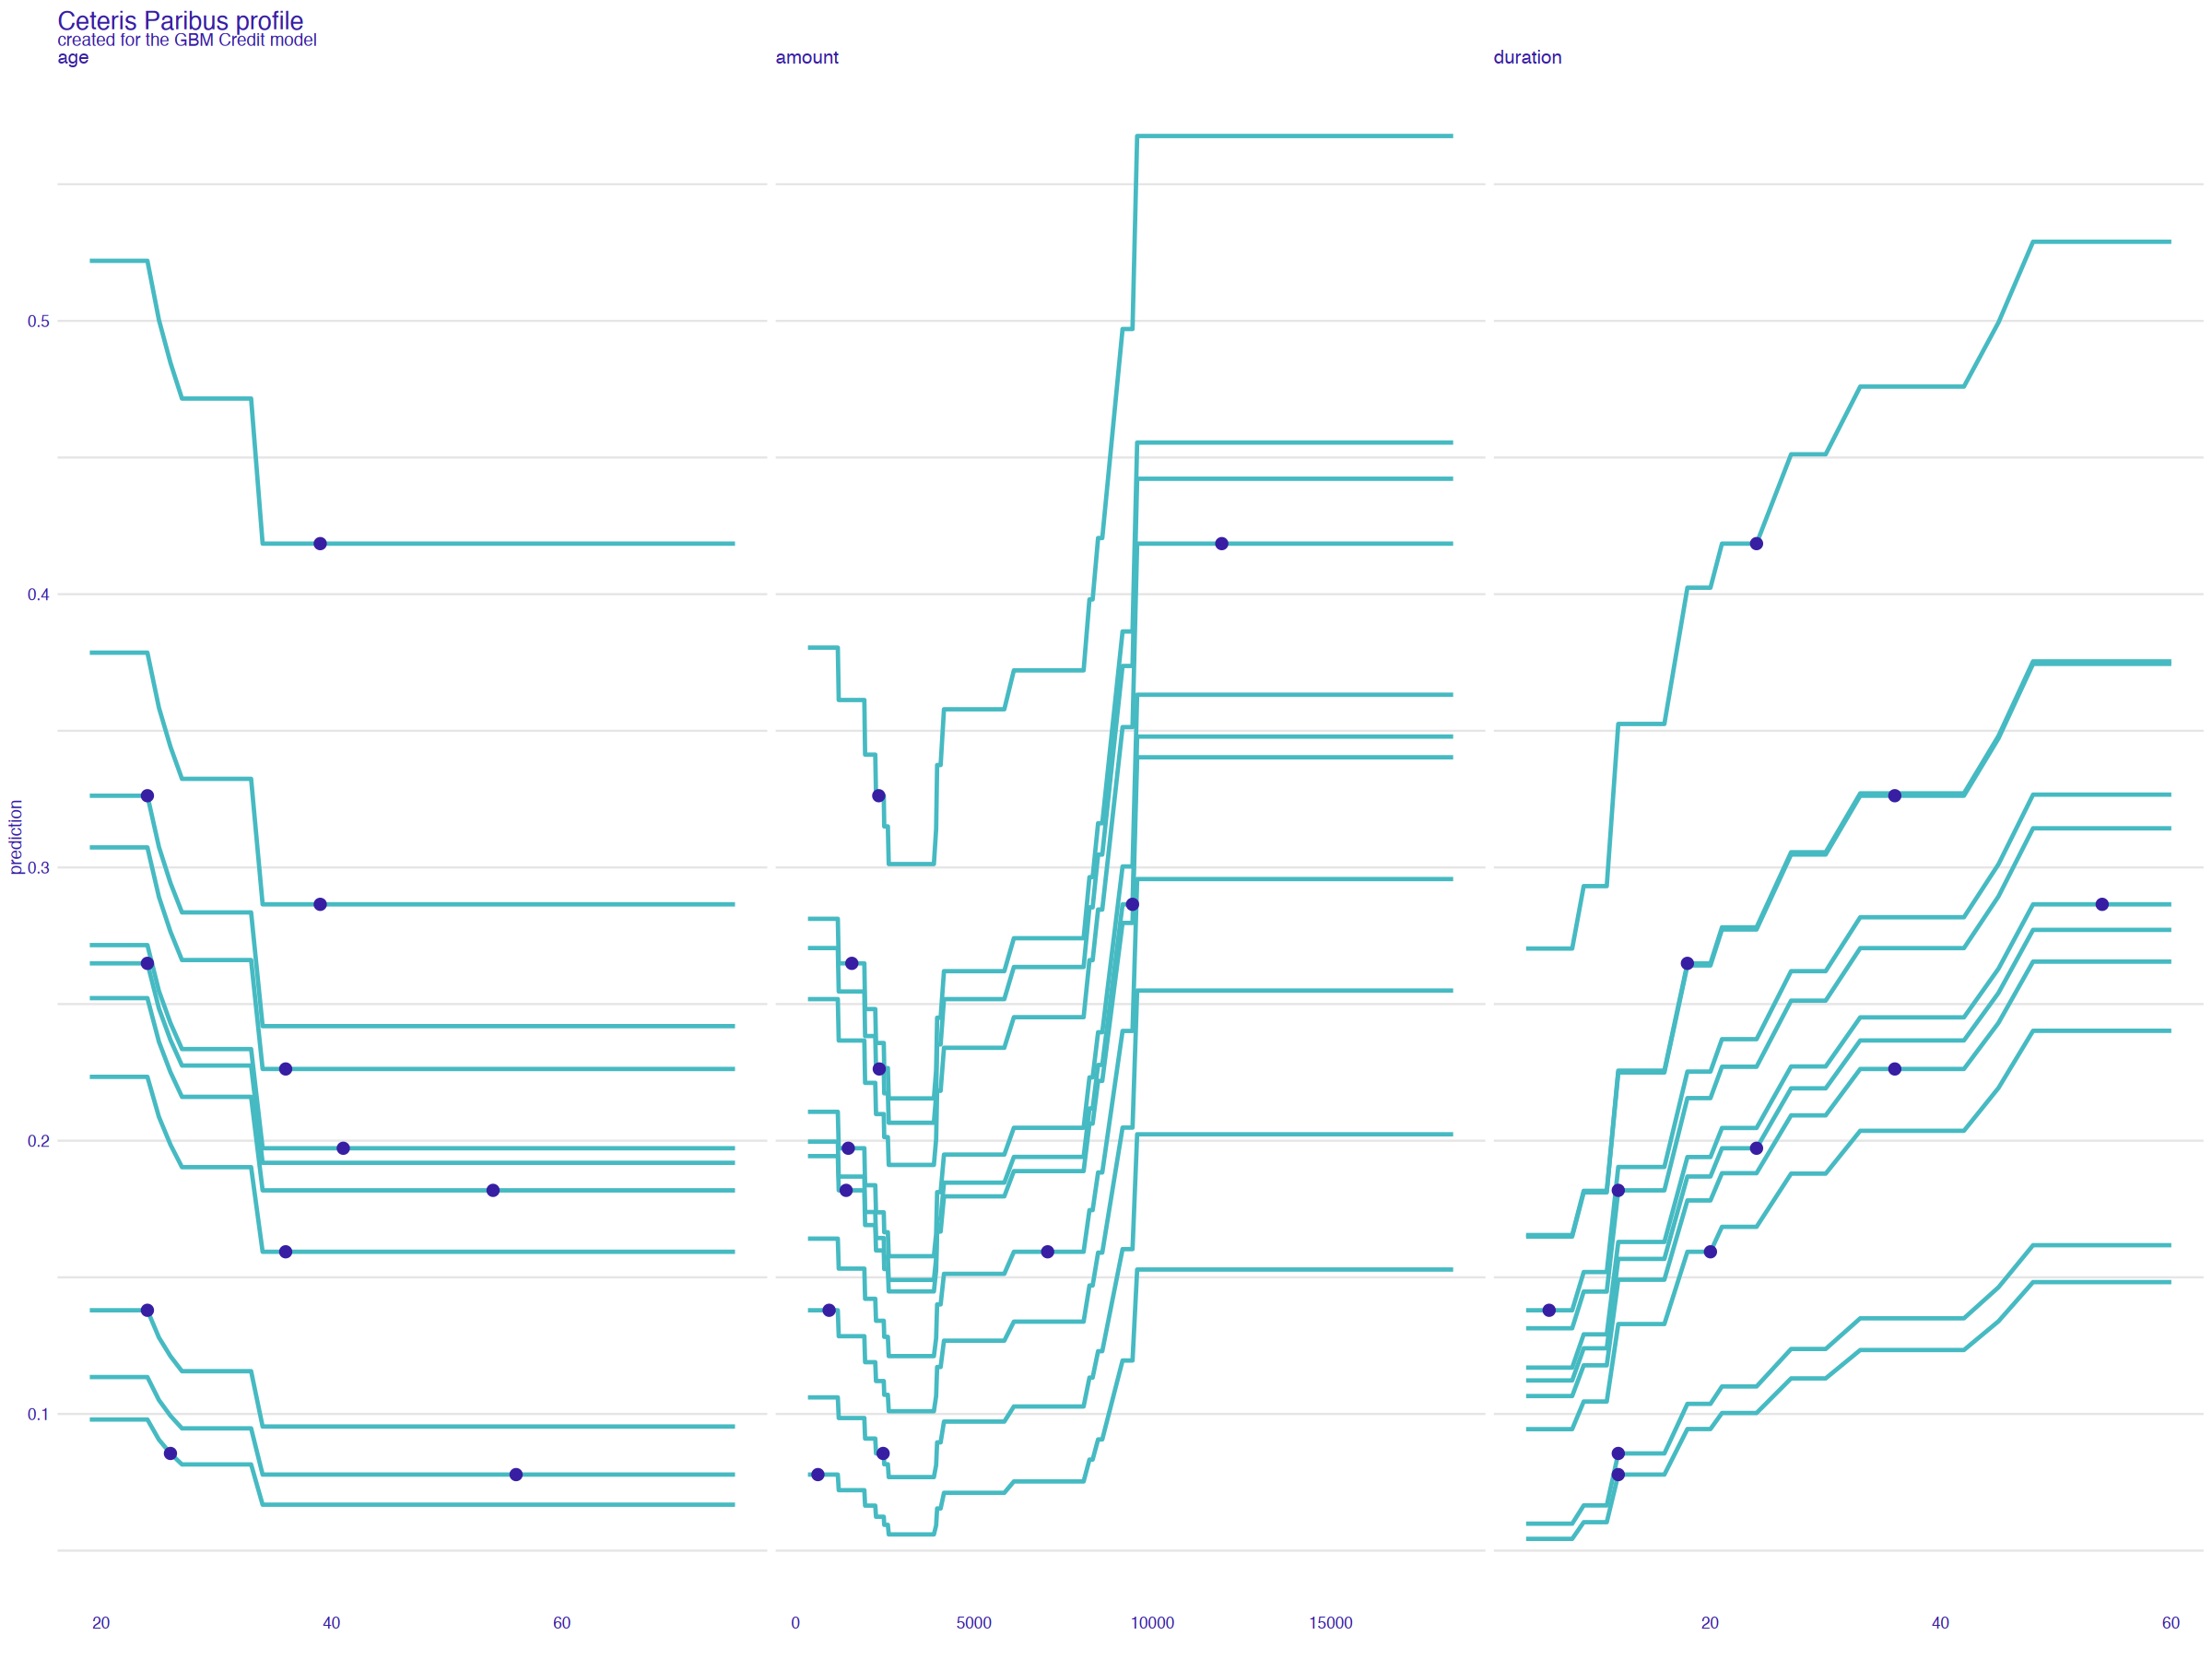 Ceteris Paribus profile
created for the GBM Credit model
age
amount
duration
prediction
0.5
0.4
0.3
0.2
0.1
20 40 60
0 5000 10000 15000
20 40 60